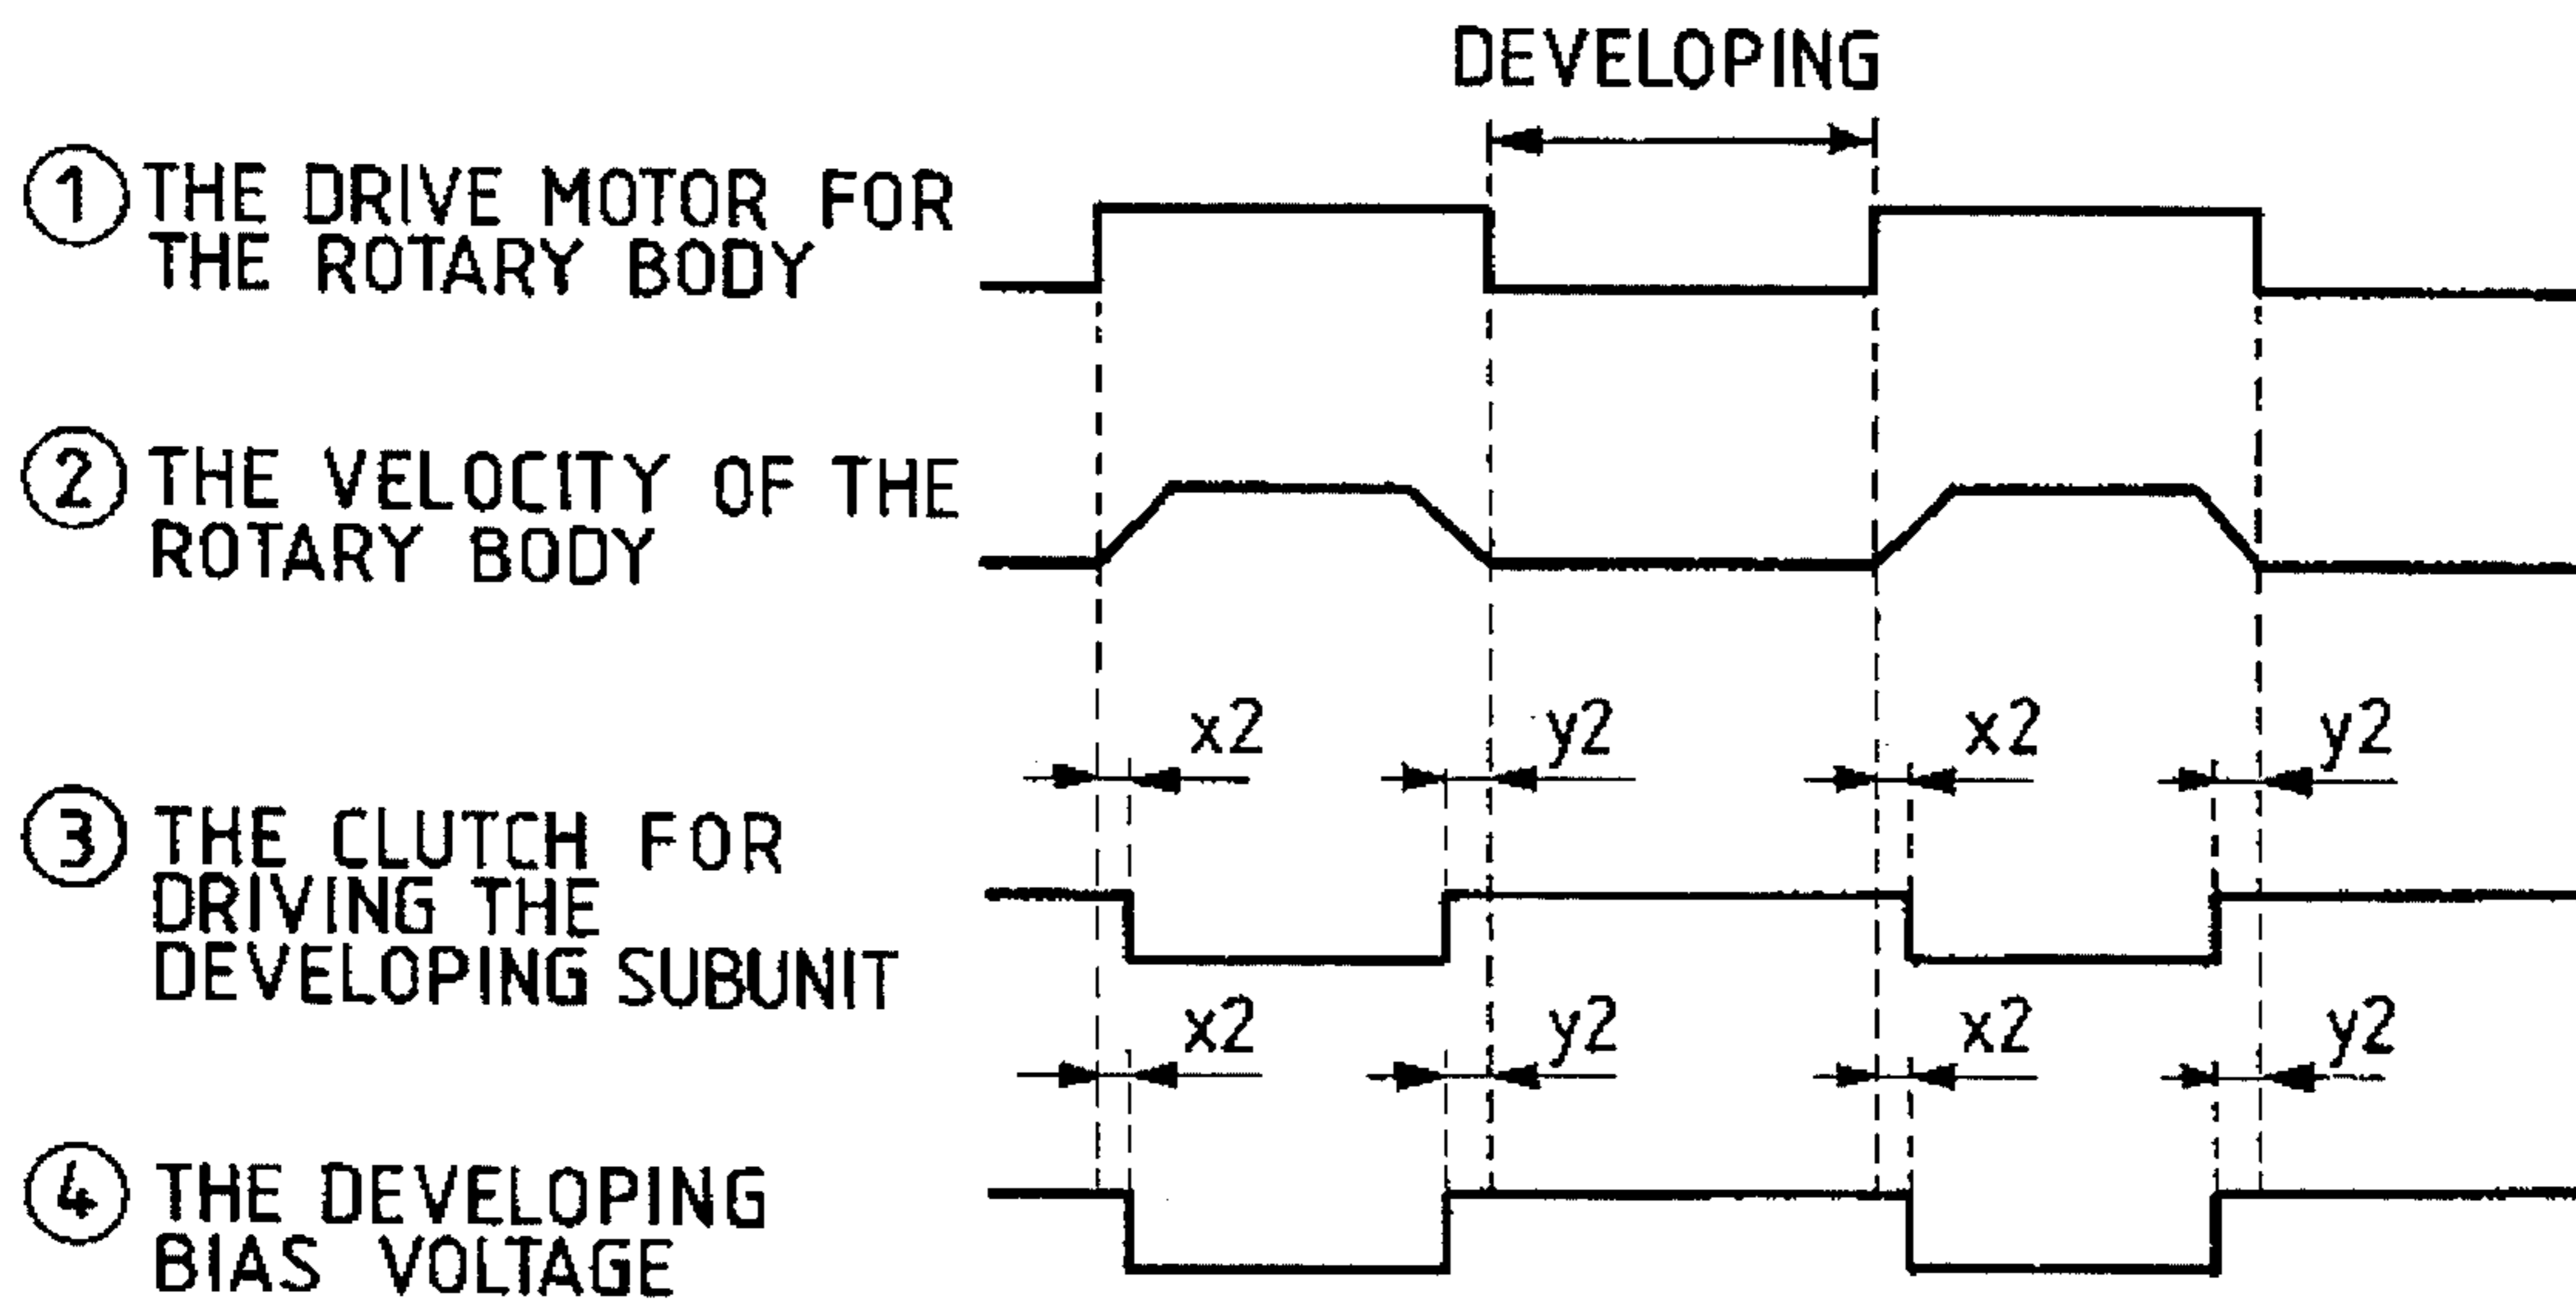 DEVELOPING
① THE DRIVE MOTOR FOR
THE ROTARY BODY
② THE VELOCITY OF THE
ROTARY BODY
x2 y2 x2 y2
③ THE CLUTCH FOR
DRIVING THE
DEVELOPING SUBUNIT
x2 y2 x2 y2
④ THE DEVELOPING
BIAS VOLTAGE